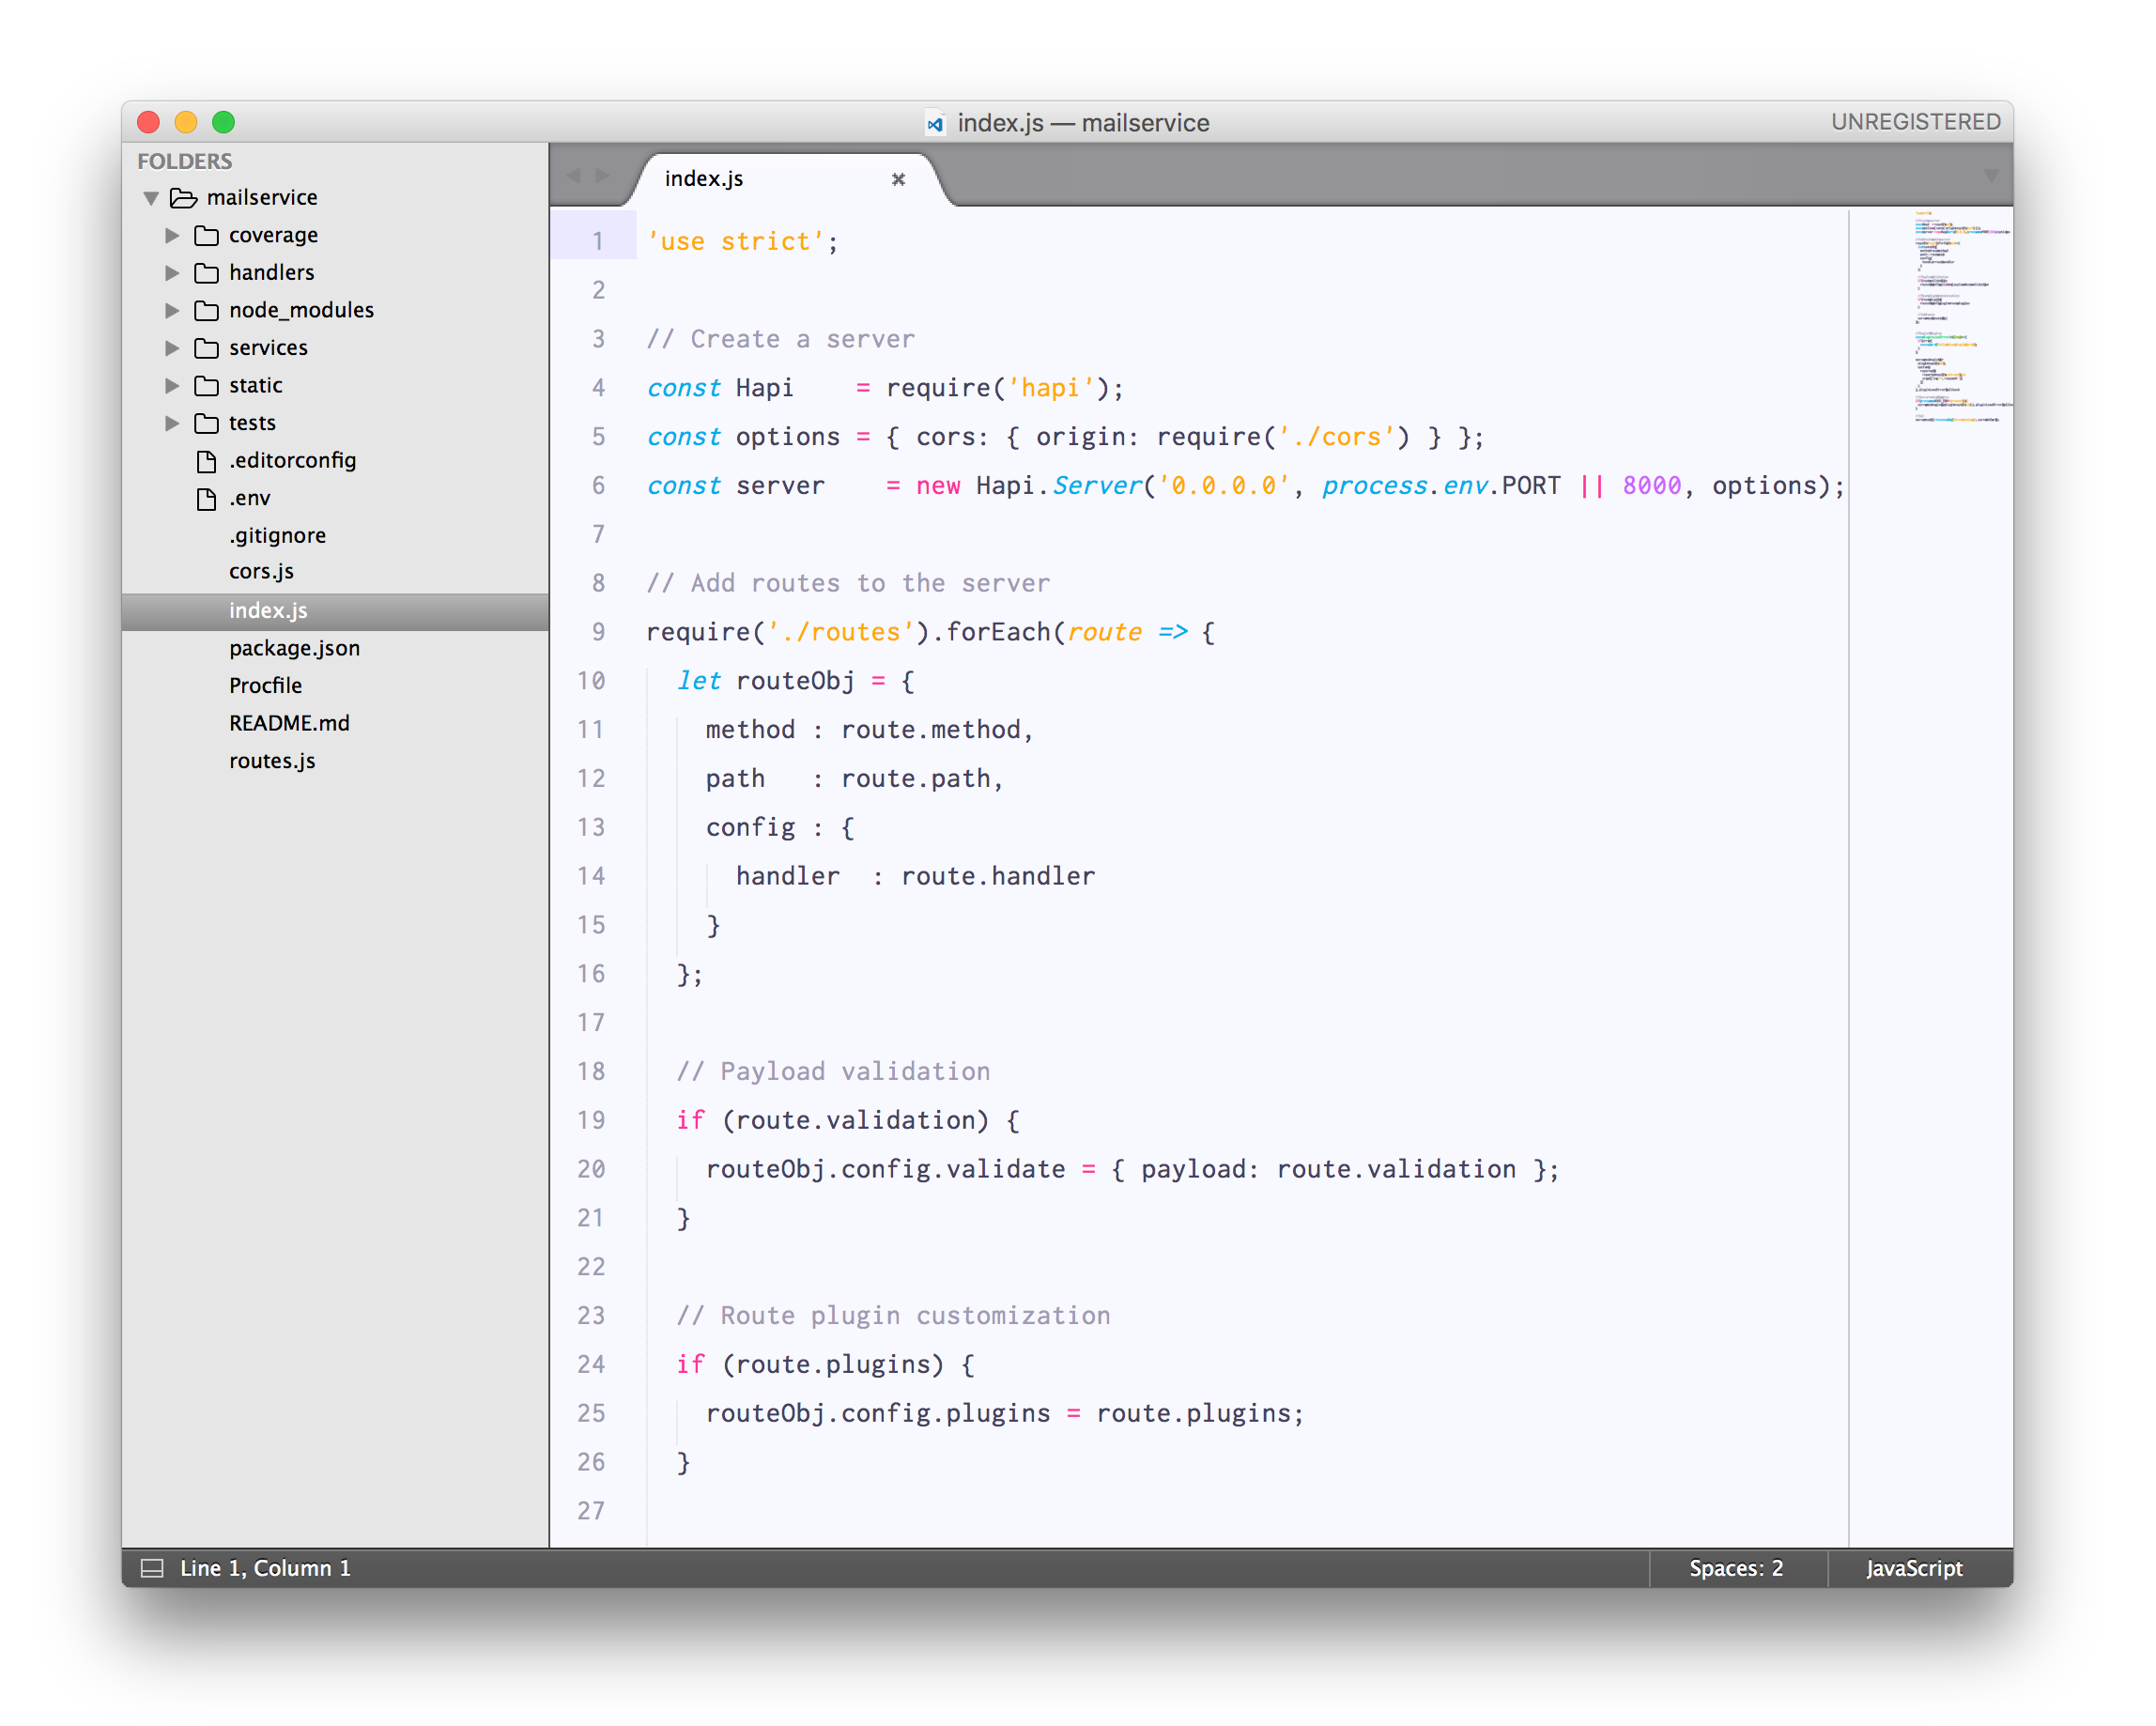 index.js — mailservice
UNREGISTERED
FOLDERS
mailservice
coverage
handlers
node_modules
services
static
tests
.editorconfig
.env
.gitignore
cors.js
index.js
package.json
Procfile
README.md
routes.js
index.js
1 'use strict';
2
3 // Create a server
4 const Hapi    = require('hapi');
5 const options = { cors: { origin: require('./cors') } };
6 const server    = new Hapi.Server('0.0.0.0', process.env.PORT || 8000, options);
7
8 // Add routes to the server
9 require('./routes').forEach(route => {
10   let routeObj = {
11     method : route.method,
12     path   : route.path,
13     config : {
14       handler  : route.handler
15     }
16   };
17
18   // Payload validation
19   if (route.validation) {
20     routeObj.config.validate = { payload: route.validation };
21   }
22
23   // Route plugin customization
24   if (route.plugins) {
25     routeObj.config.plugins = route.plugins;
26   }
27
Line 1, Column 1
Spaces: 2
JavaScript